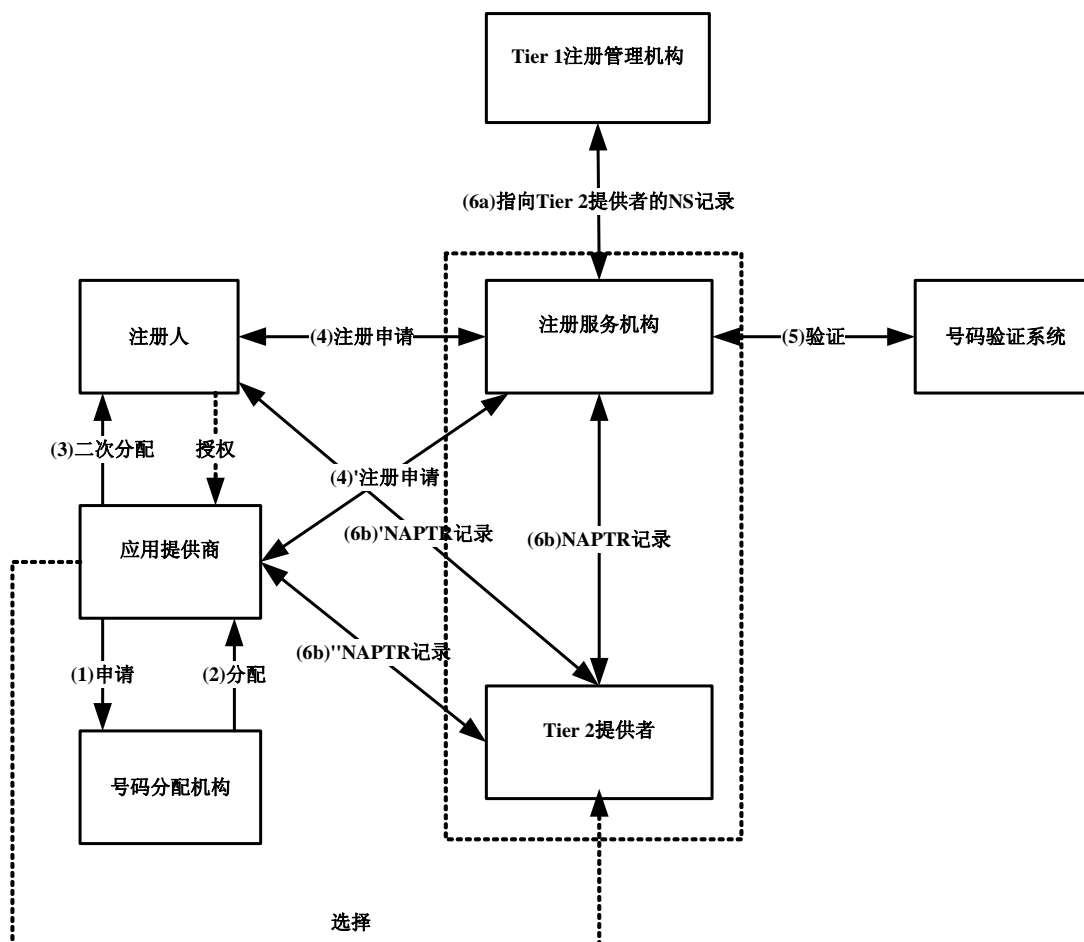 Tier 1注册管理机构
(6a)指向Tier 2提供者的NS记录
注册人
(4)注册申请
注册服务机构
(5)验证
号码验证系统
(3)二次分配
授权
(4)'注册申请
(6b)'NAPTR记录
(6b)NAPTR记录
应用提供商
(6b)''NAPTR记录
(1)申请
(2)分配
Tier 2提供者
号码分配机构
选择